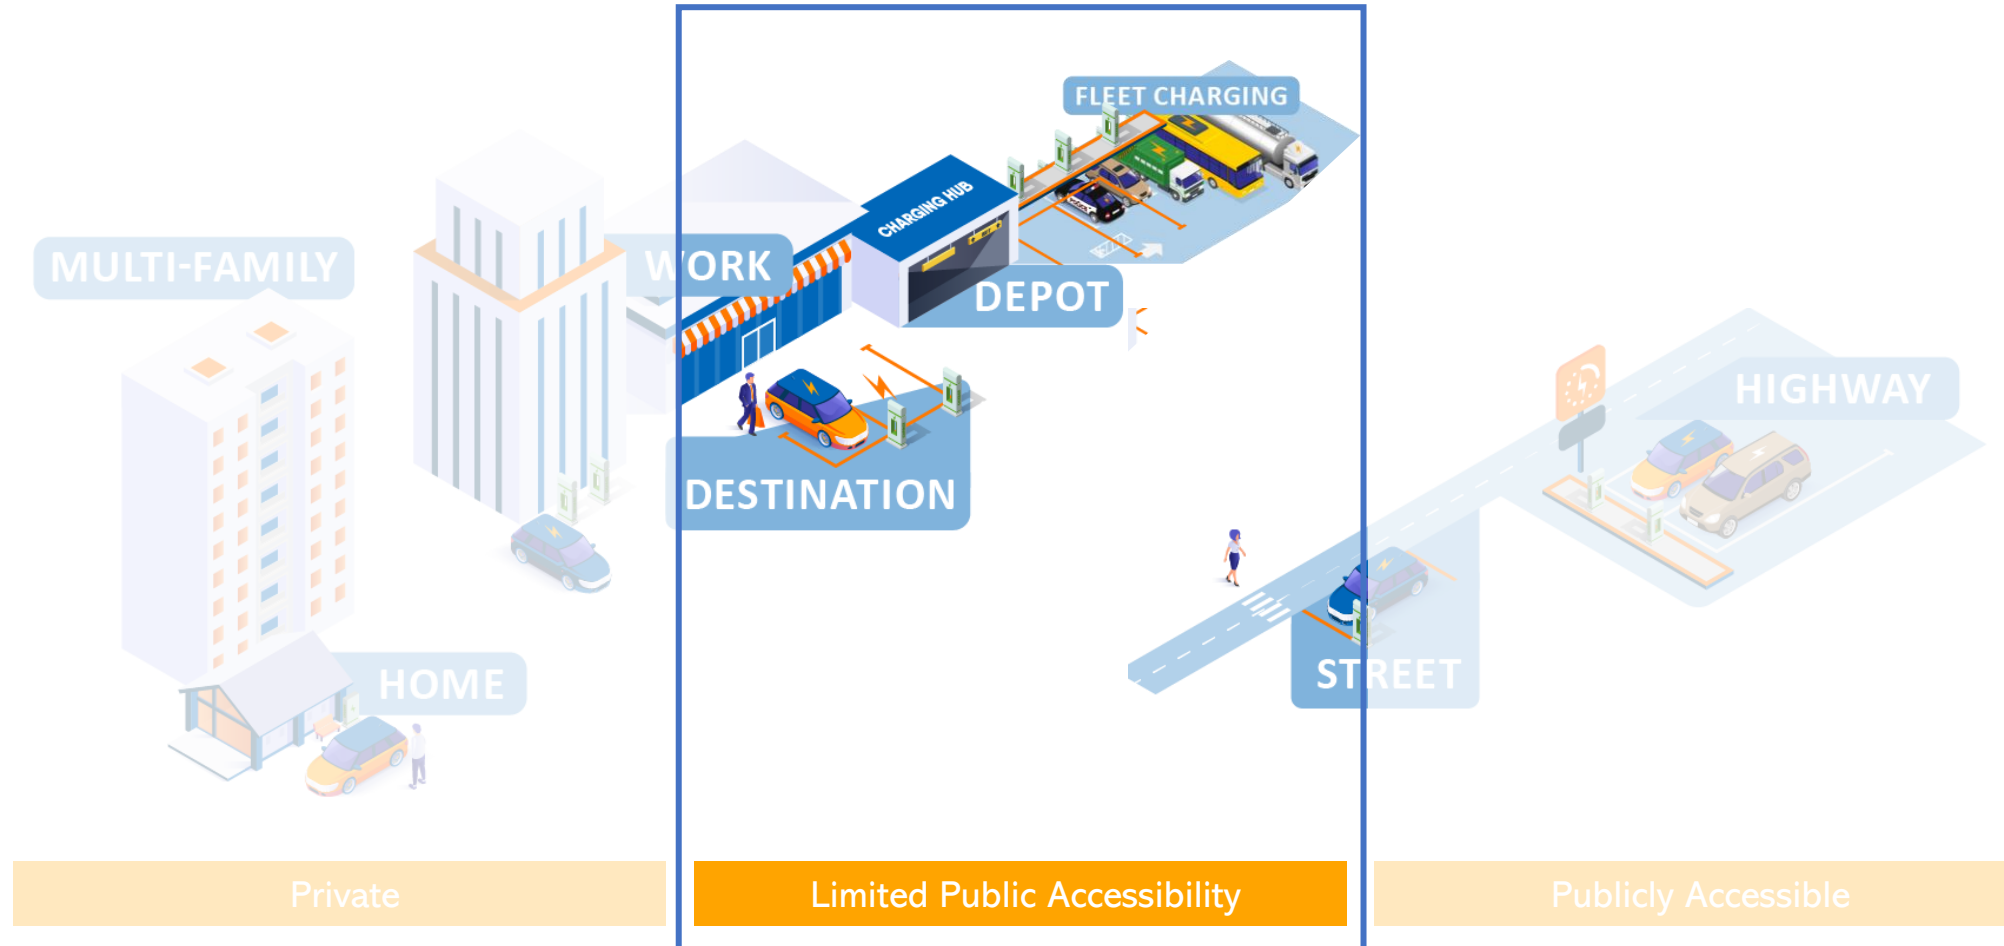 FLEET CHARGING
CHARGING HUB
MULTI-FAMILY
WORK
DEPOT
HIGHWAY
DESTINATION
STREET
HOME
Private
Limited Public Accessibility
Publicly Accessible